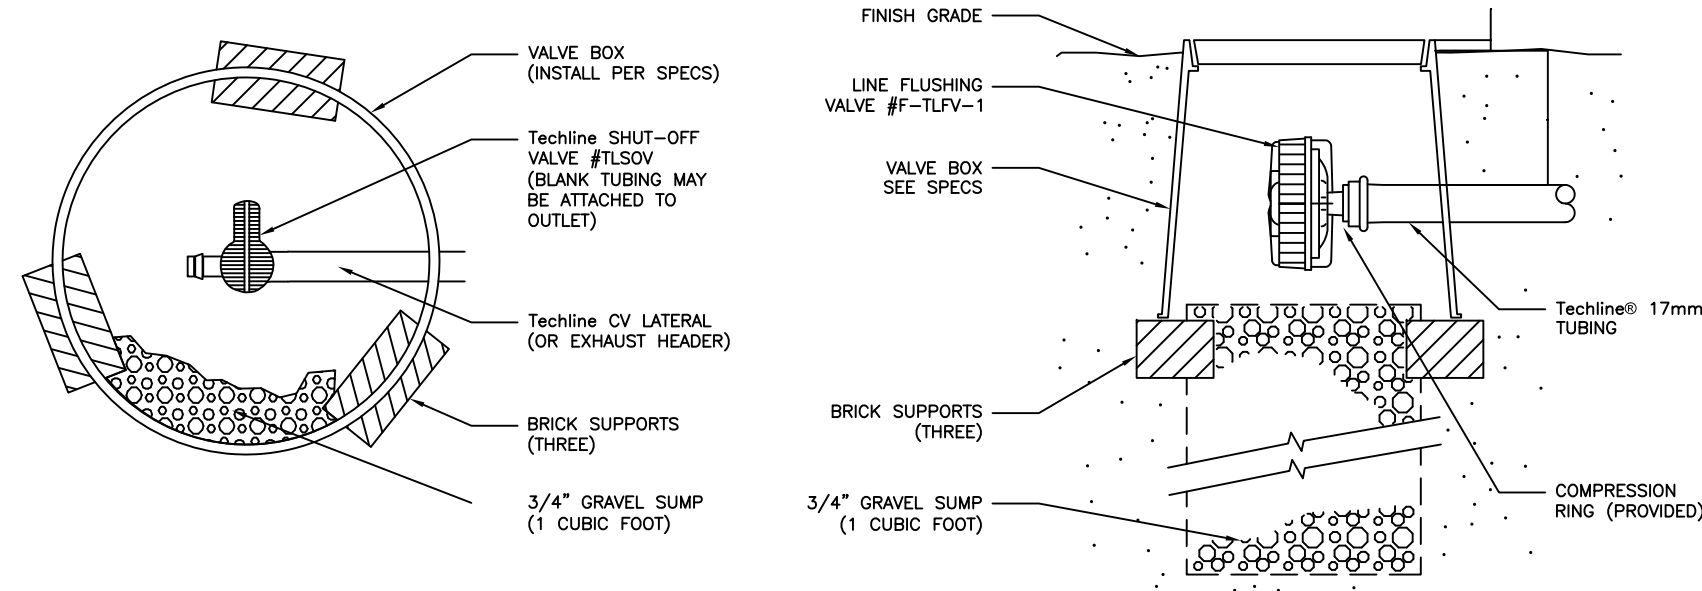 VALVE BOX
(INSTALL PER SPECS)
Techline SHUT-OFF
VALVE #TLSOV
(BLANK TUBING MAY
BE ATTACHED TO
OUTLET)
Techline CV LATERAL
(OR EXHAUST HEADER)
BRICK SUPPORTS
(THREE)
3/4" GRAVEL SUMP
(1 CUBIC FOOT)
FINISH GRADE
LINE FLUSHING
VALVE #F-TLFV-1
VALVE BOX
SEE SPECS
BRICK SUPPORTS
(THREE)
3/4" GRAVEL SUMP
(1 CUBIC FOOT)
Techline® 17mm
TUBING
COMPRESSION
RING (PROVIDED)